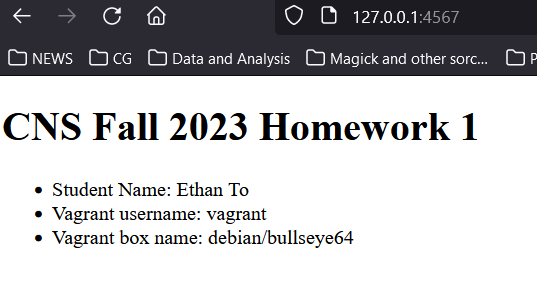 127.0.0.1:4567
NEWS CG Data and Analysis Magick and other sorc... P
CNS Fall 2023 Homework 1
Student Name: Ethan To
Vagrant username: vagrant
Vagrant box name: debian/bullseye64